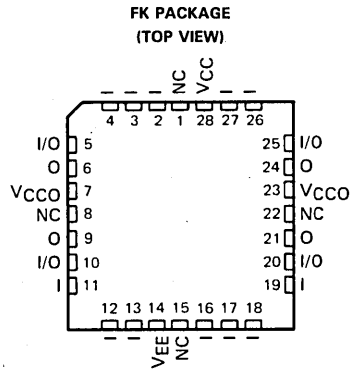 FK PACKAGE
(TOP VIEW)
I I I NC VCC I I
4 3 2 1 28 27 26
I/O 5 25 I/O
O 6 24 O
VCCO 7 23 VCCO
NC 8 22 NC
O 9 21 O
I/O 10 20 I/O
I 11 19 I
12 13 14 15 16 17 18
I I VEE NC I I I